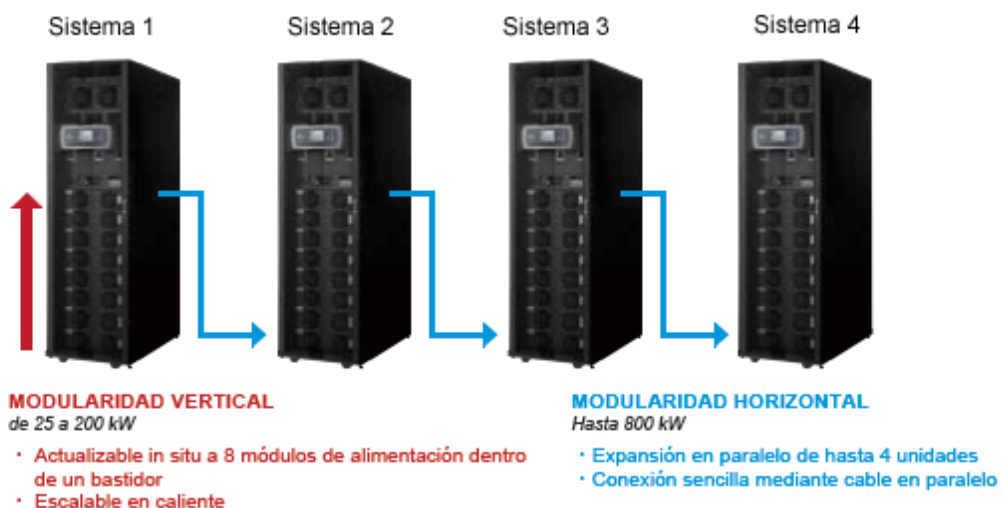 Sistema 1
Sistema 2
Sistema 3
Sistema 4
MODULARIDAD VERTICAL
de 25 a 200 kW
· Actualizable in situ a 8 módulos de alimentación dentro
de un bastidor
· Escalable en caliente
MODULARIDAD HORIZONTAL
Hasta 800 kW
· Expansión en paralelo de hasta 4 unidades
· Conexión sencilla mediante cable en paralelo